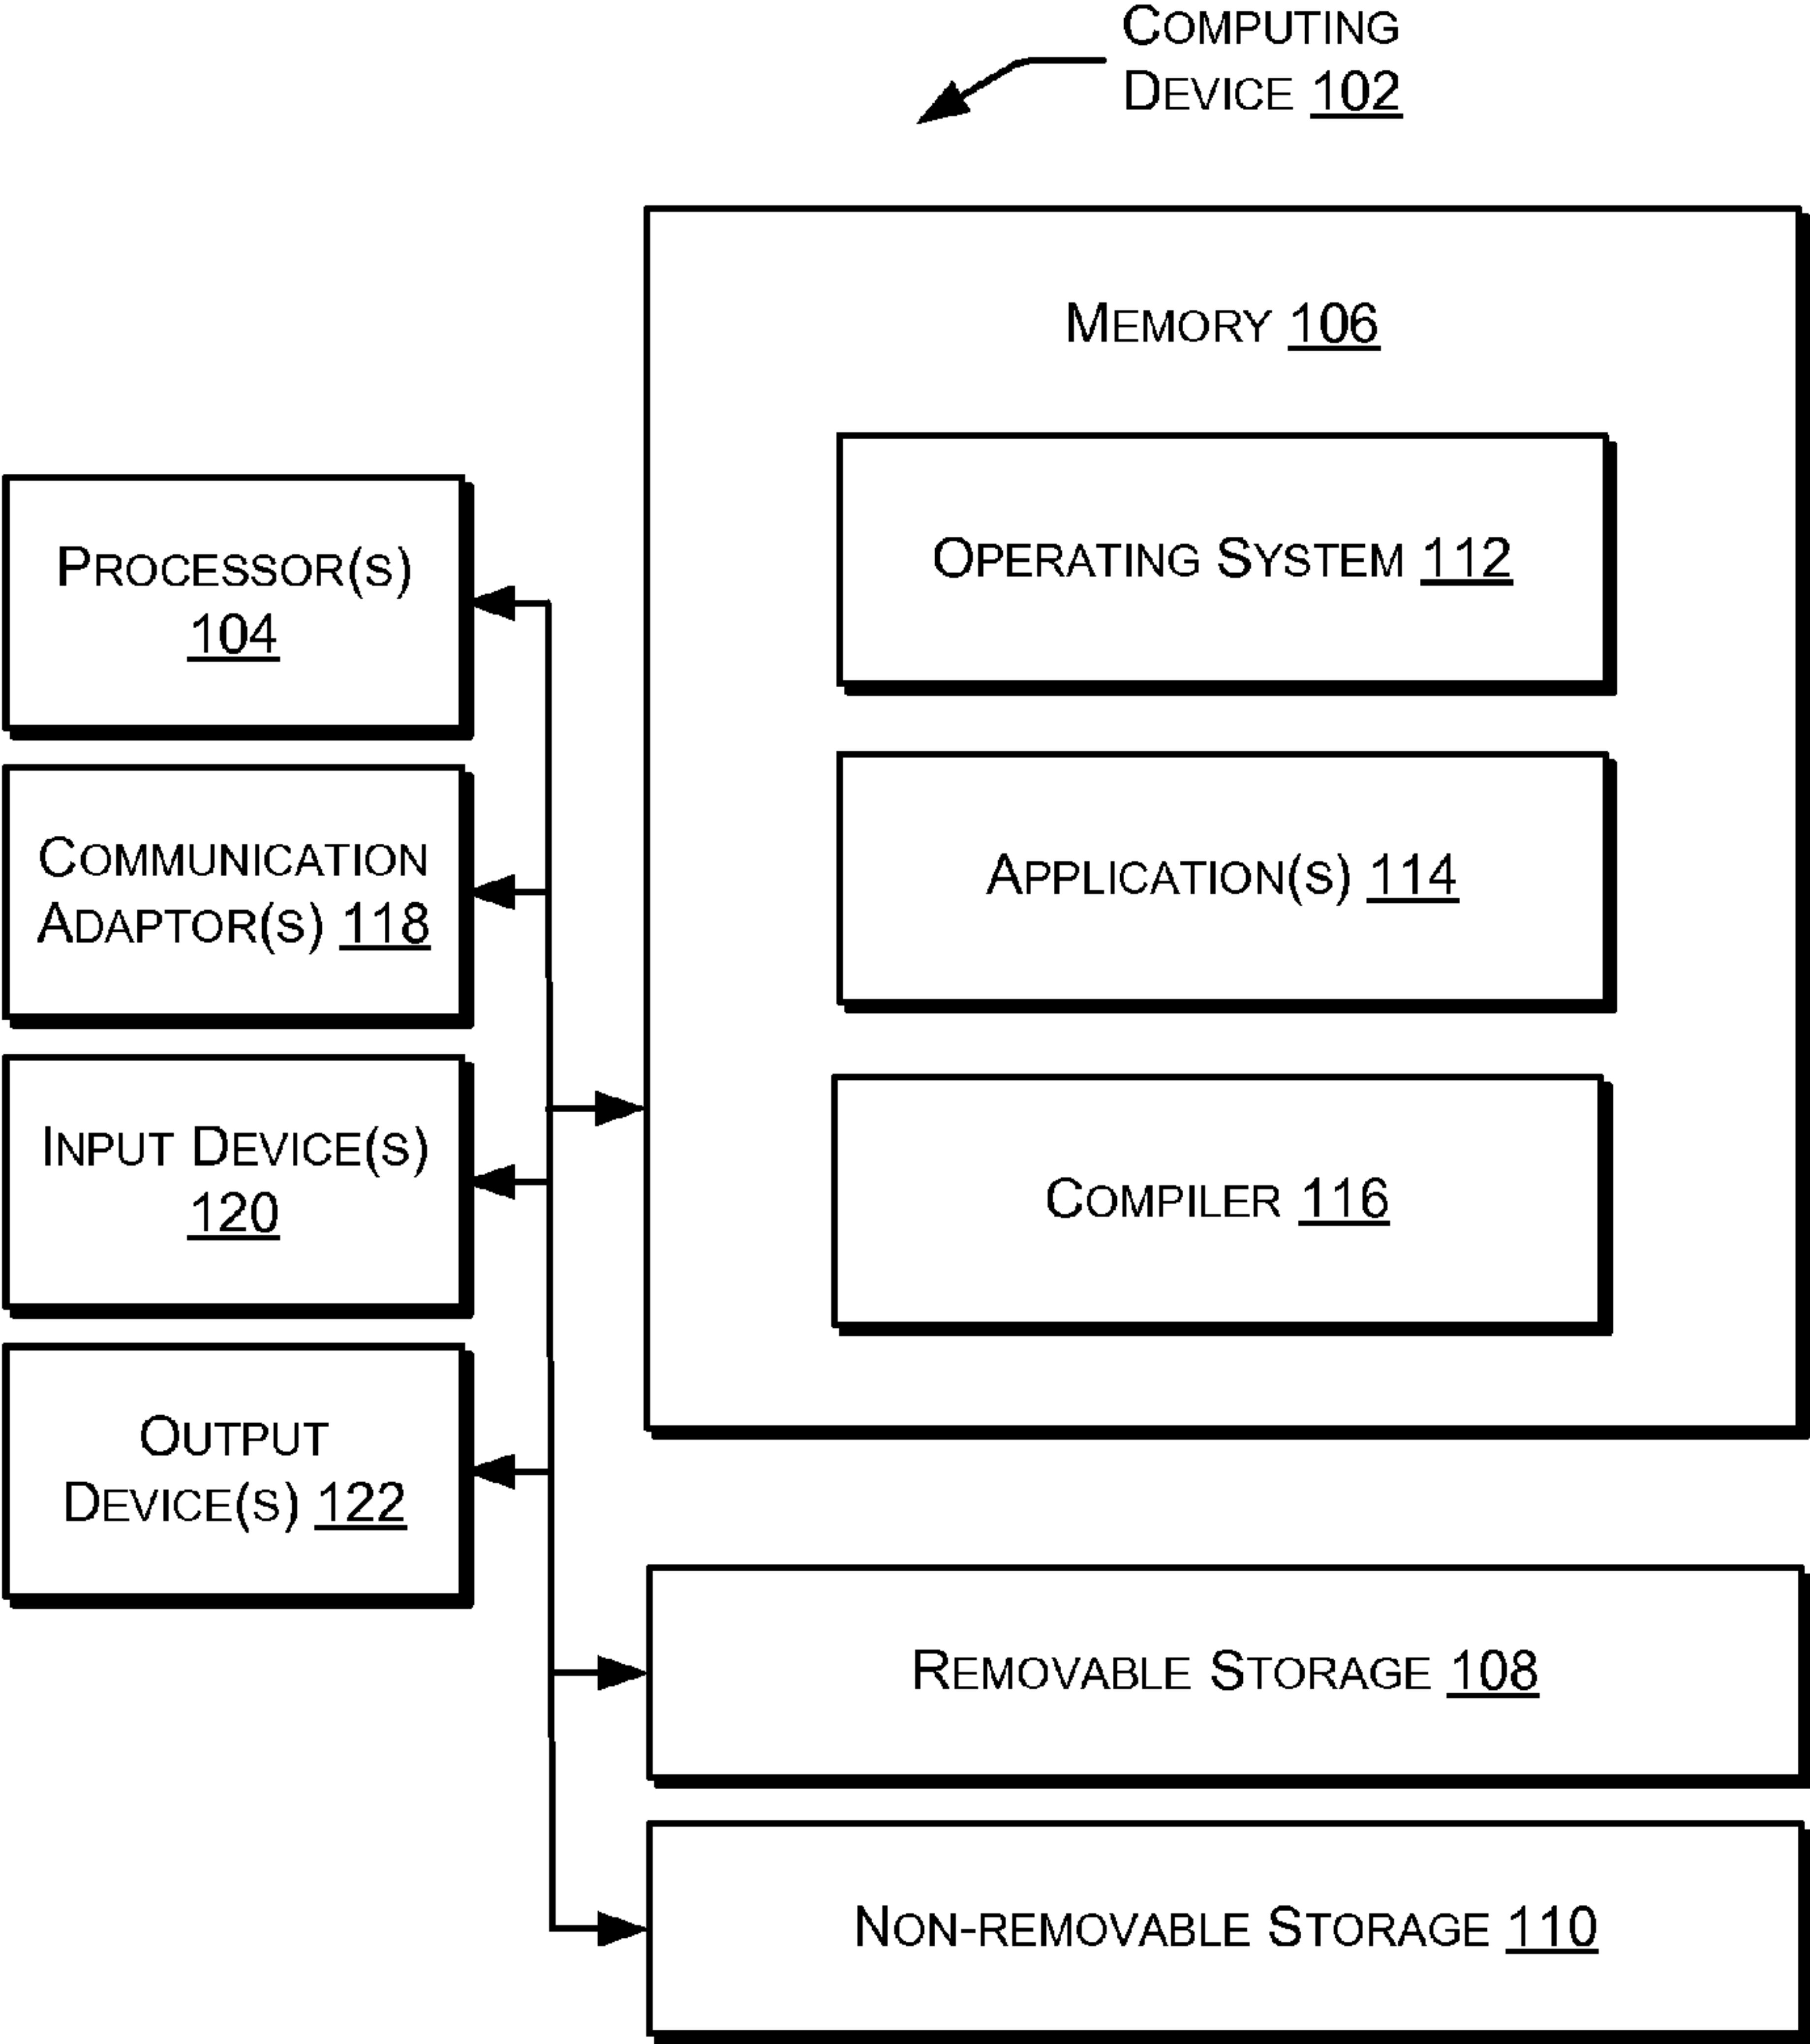 COMPUTING
DEVICE 102
MEMORY 106
OPERATING SYSTEM 112
PROCESSOR(S)
104
COMMUNICATION
ADAPTOR(S) 118
APPLICATION(S) 114
INPUT DEVICE(S)
120
COMPILER 116
OUTPUT
DEVICE(S) 122
REMOVABLE STORAGE 108
NON-REMOVABLE STORAGE 110